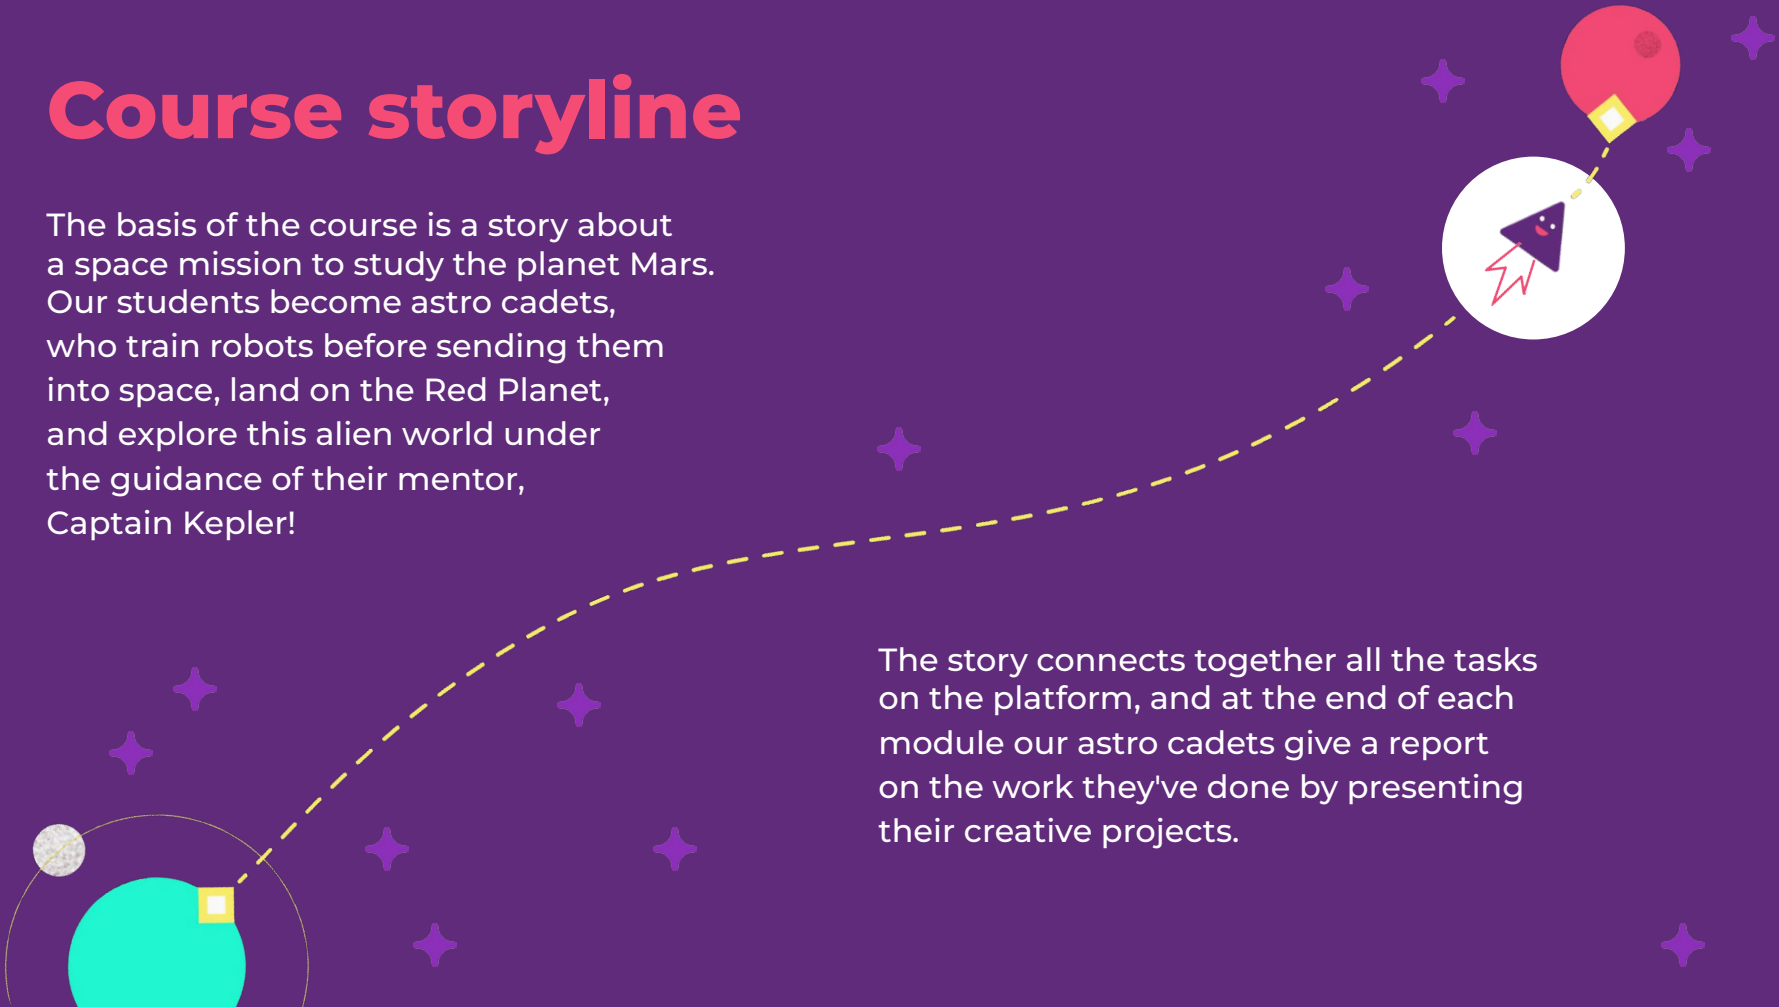 Course storyline
The basis of the course is a story about
a space mission to study the planet Mars.
Our students become astro cadets,
who train robots before sending them
into space, land on the Red Planet,
and explore this alien world under
the guidance of their mentor,
Captain Kepler!
The story connects together all the tasks
on the platform, and at the end of each
module our astro cadets give a report
on the work they've done by presenting
their creative projects.